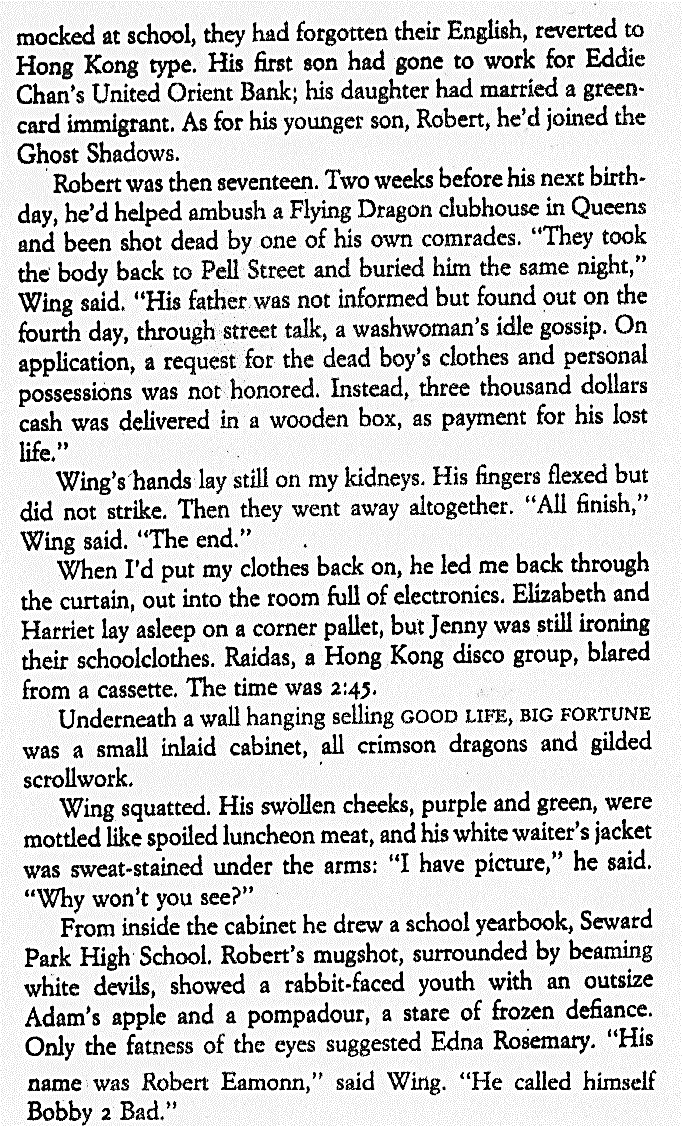 mocked at school, they had forgotten their English, reverted to
Hong Kong type. His first son had gone to work for Eddie
Chan's United Orient Bank; his daughter had married a green-
card immigrant. As for his younger son, Robert, he'd joined the
Ghost Shadows.
Robert was then seventeen. Two weeks before his next birth-
day, he'd helped ambush a Flying Dragon clubhouse in Queens
and been shot dead by one of his own comrades. "They took
the body back to Pell Street and buried him the same night,"
Wing said. "His father was not informed but found out on the
fourth day, through street talk, a washwoman's idle gossip. On
application, a request for the dead boy's clothes and personal
possessions was not honored. Instead, three thousand dollars
cash was delivered in a wooden box, as payment for his lost
life."
Wing's hands lay still on my kidneys. His fingers flexed but
did not strike. Then they went away altogether. "All finish,"
Wing said. "The end."
When I'd put my clothes back on, he led me back through
the curtain, out into the room full of electronics. Elizabeth and
Harriet lay asleep on a corner pallet, but Jenny was still ironing
their schoolclothes. Raidas, a Hong Kong disco group, blared
from a cassette. The time was 2:45.
Underneath a wall hanging selling GOOD LIFE, BIG FORTUNE
was a small inlaid cabinet, all crimson dragons and gilded
scrollwork.
Wing squatted. His swollen cheeks, purple and green, were
mottled like spoiled luncheon meat, and his white waiter's jacket
was sweat-stained under the arms: "I have picture," he said.
"Why won't you see?"
From inside the cabinet he drew a school yearbook, Seward
Park High School. Robert's mugshot, surrounded by beaming
white devils, showed a rabbit-faced youth with an outsize
Adam's apple and a pompadour, a stare of frozen defiance.
Only the fatness of the eyes suggested Edna Rosemary. "His
name was Robert Eamonn," said Wing. "He called himself
Bobby 2 Bad."